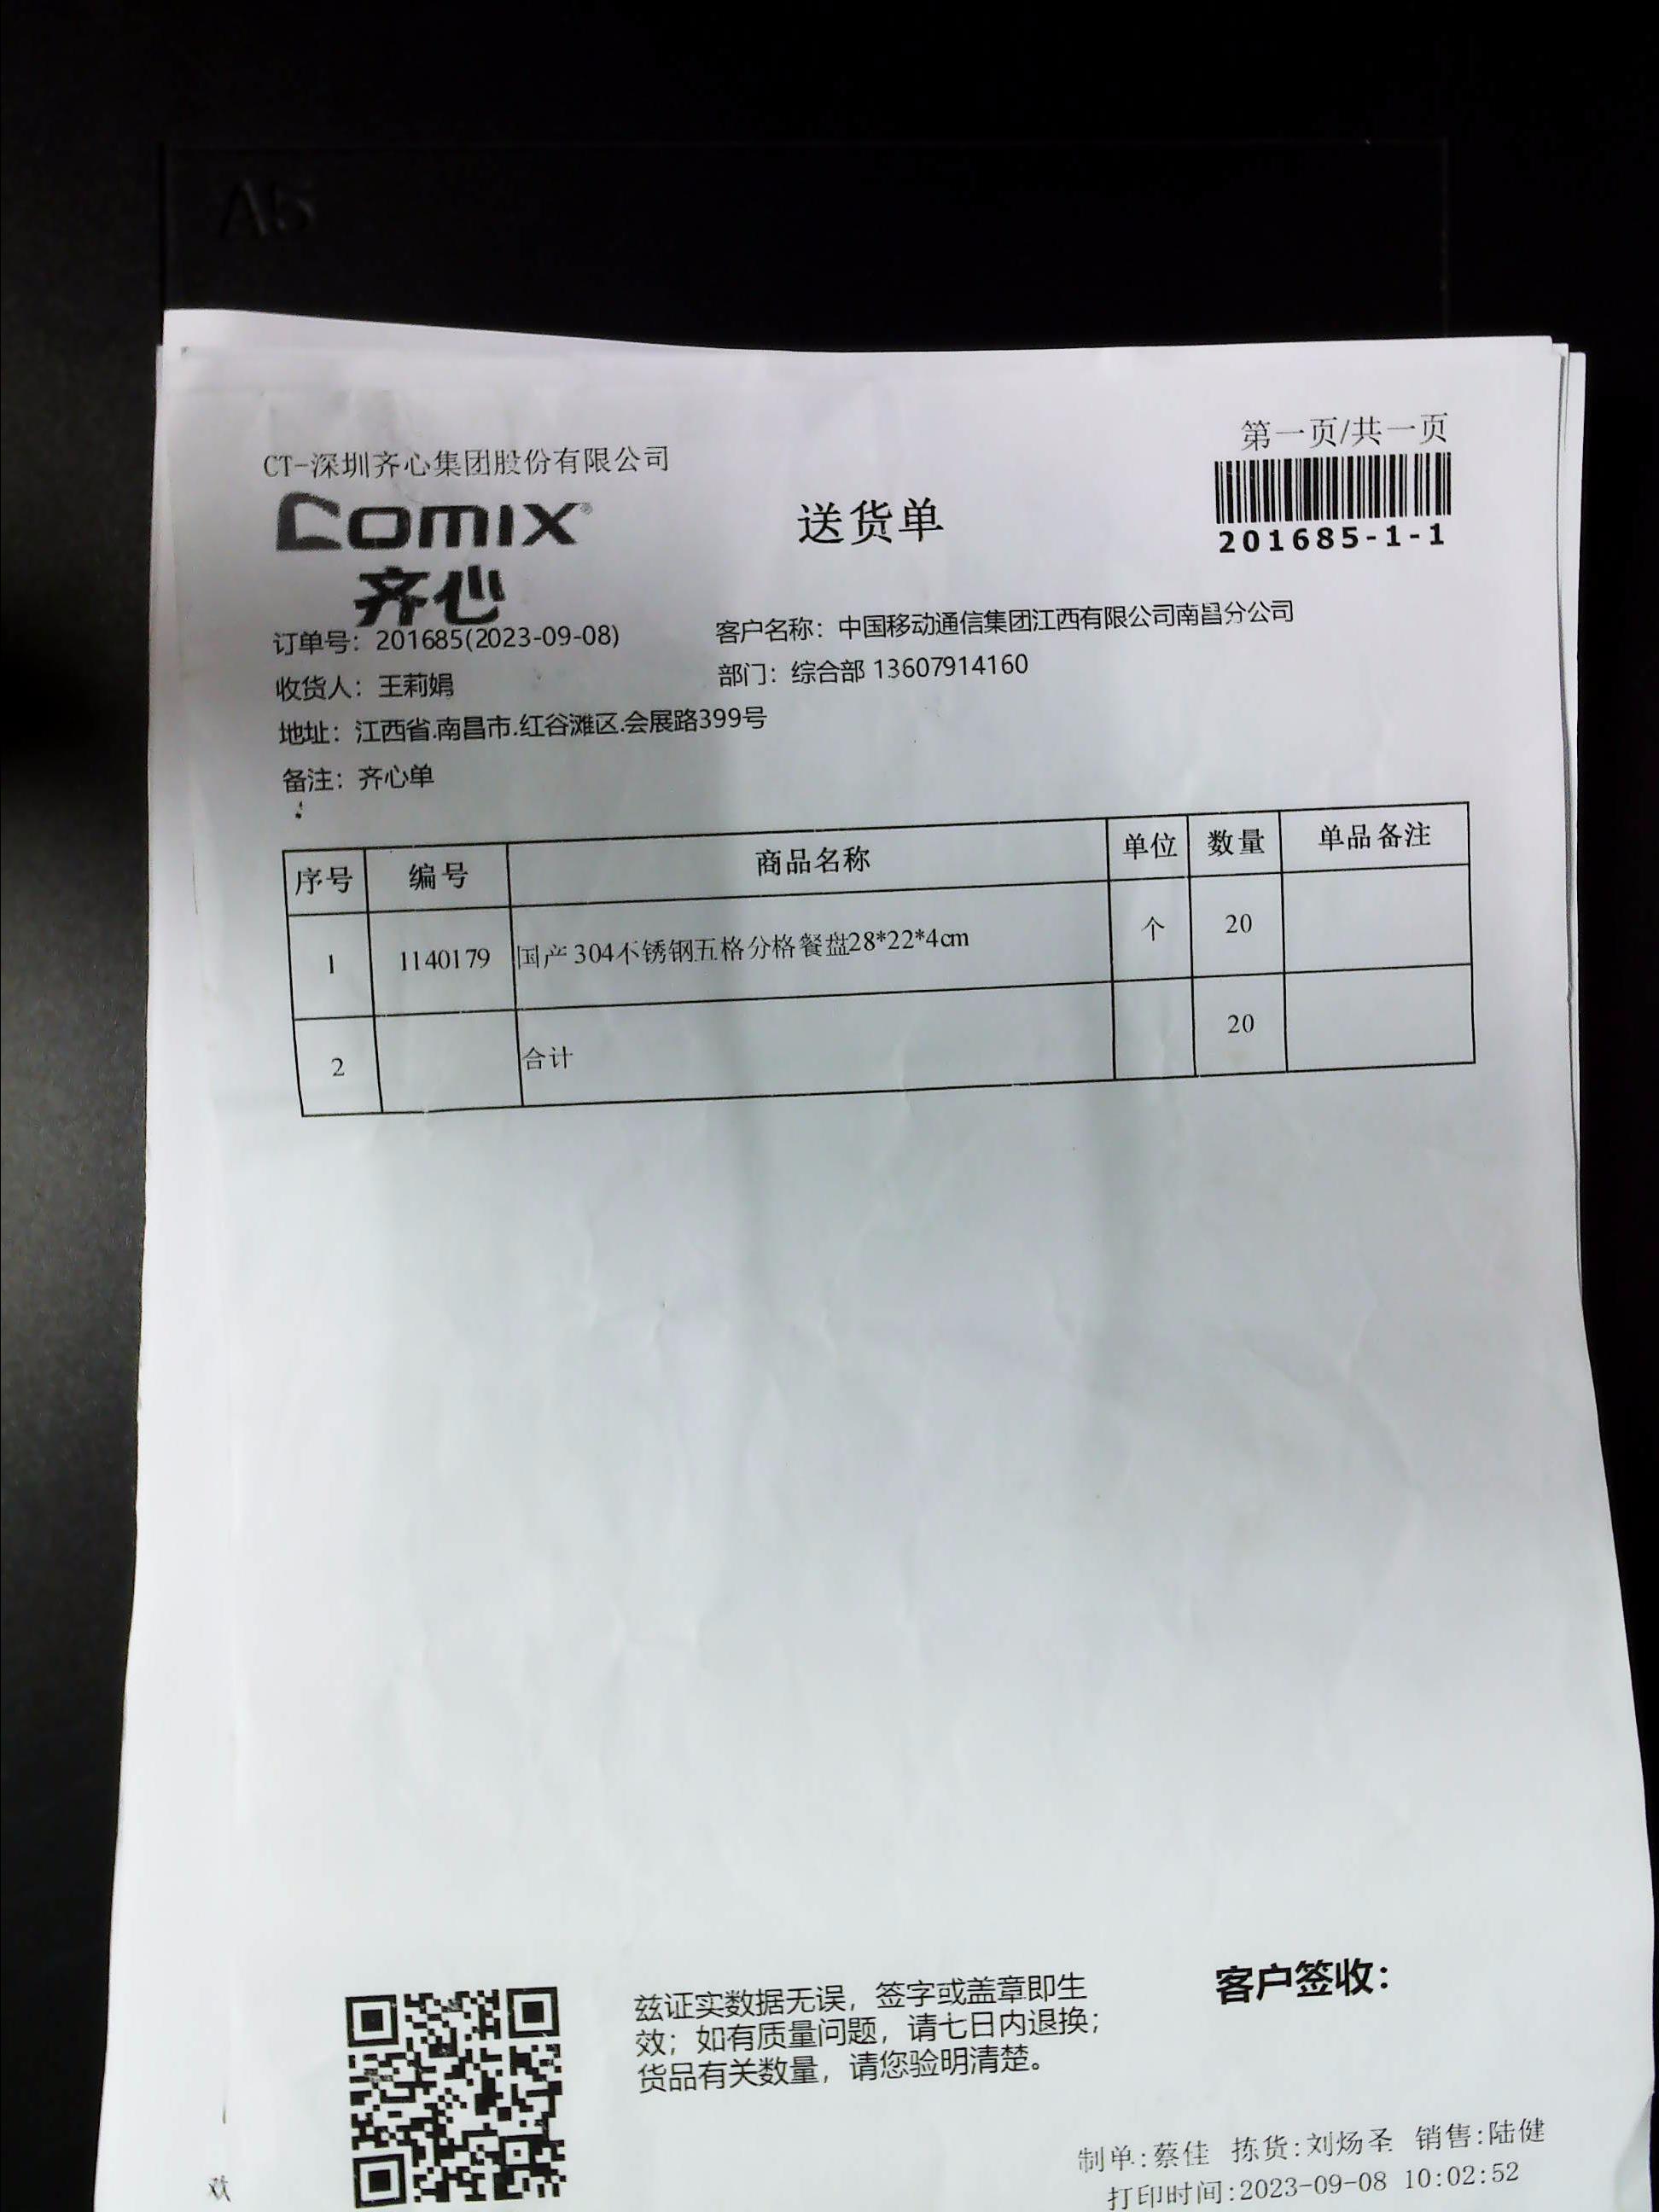 A5
第一页/共一页
CT-深圳齐心集团股份有限公司
comix®
齐心
送货单
201685-1-1
订单号：201685(2023-09-08)
客户名称：中国移动通信集团江西有限公司南昌分公司
收货人：王莉娟
部门：综合部 13607914160
地址：江西省.南昌市.红谷滩区.会展路399号
备注：齐心单
序号 编号 商品名称 单位 数量 单品备注
1 1140179 国产304不锈钢五格分格餐盘28*22*4cm 个 20
2 合计 20
兹证实数据无误，签字或盖章即生
效；如有质量问题，请七日内退换；
货品有关数量，请您验明清楚。
客户签收：
制单:蔡佳 拣货:刘炀圣 销售:陆健
打印时间:2023-09-08 10:02:52